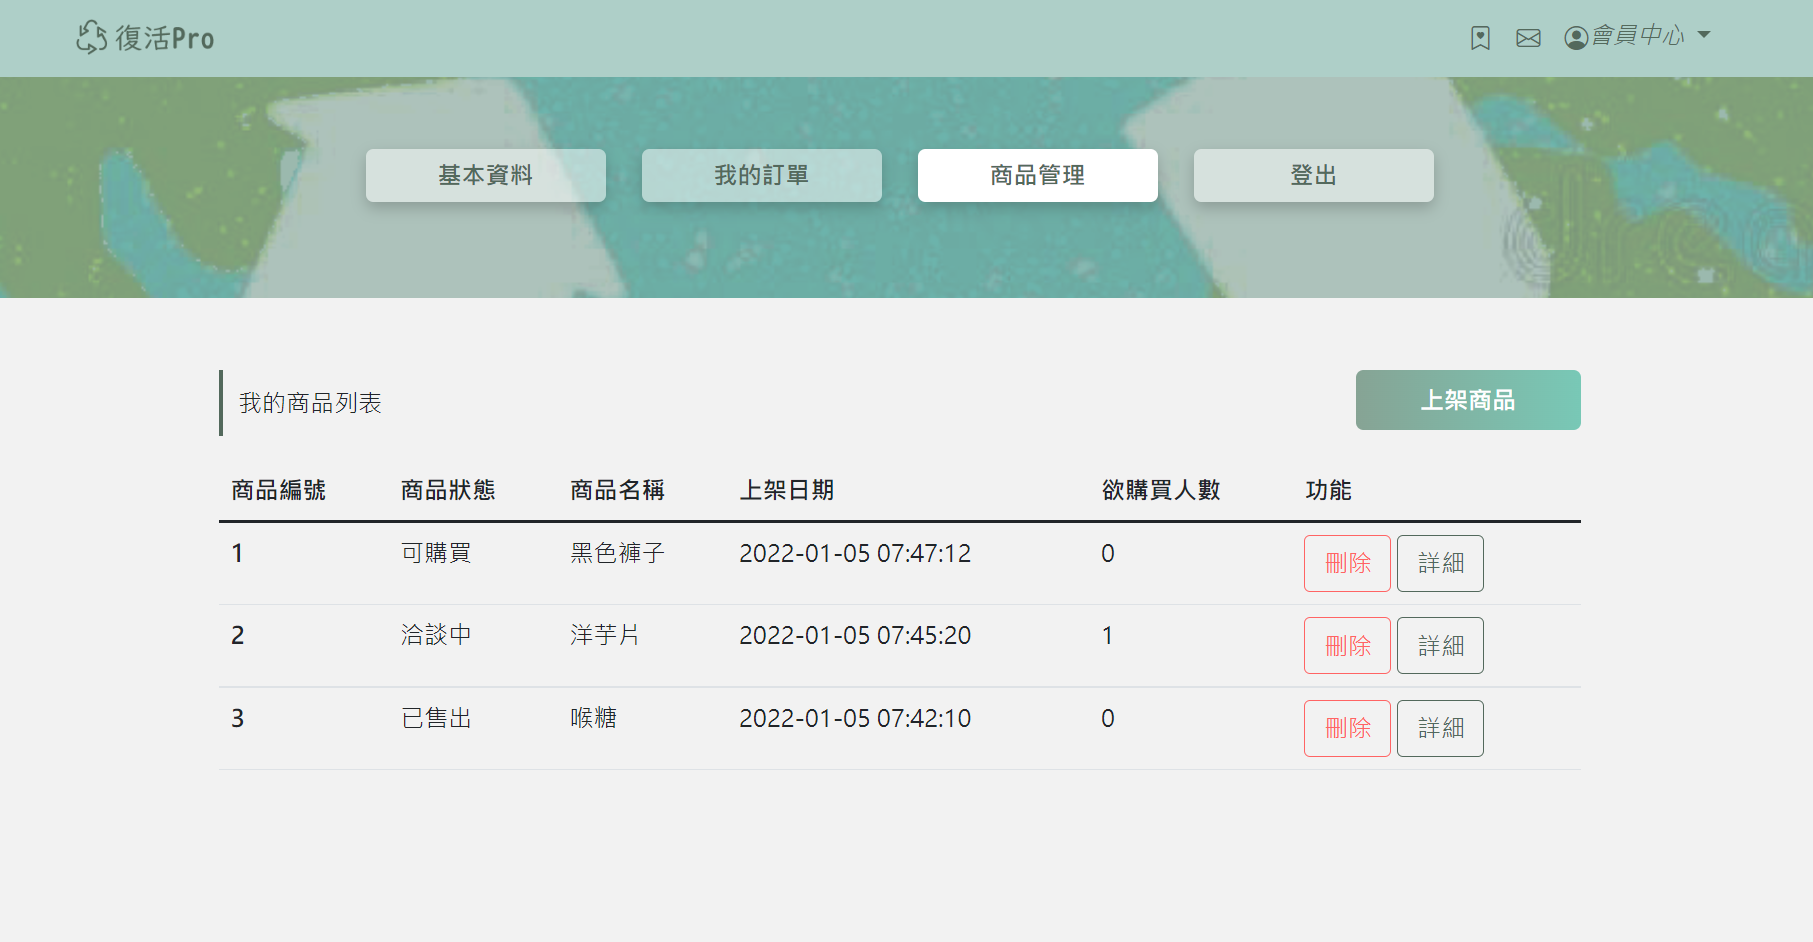 復活Pro
會員中心
基本資料 我的訂單 商品管理 登出
我的商品列表 上架商品
商品編號 商品狀態 商品名稱 上架日期 欲購買人數 功能
1 可購買 黑色褲子 2022-01-05 07:47:12 0 刪除 詳細
2 洽談中 洋芋片 2022-01-05 07:45:20 1 刪除 詳細
3 已售出 喉糖 2022-01-05 07:42:10 0 刪除 詳細